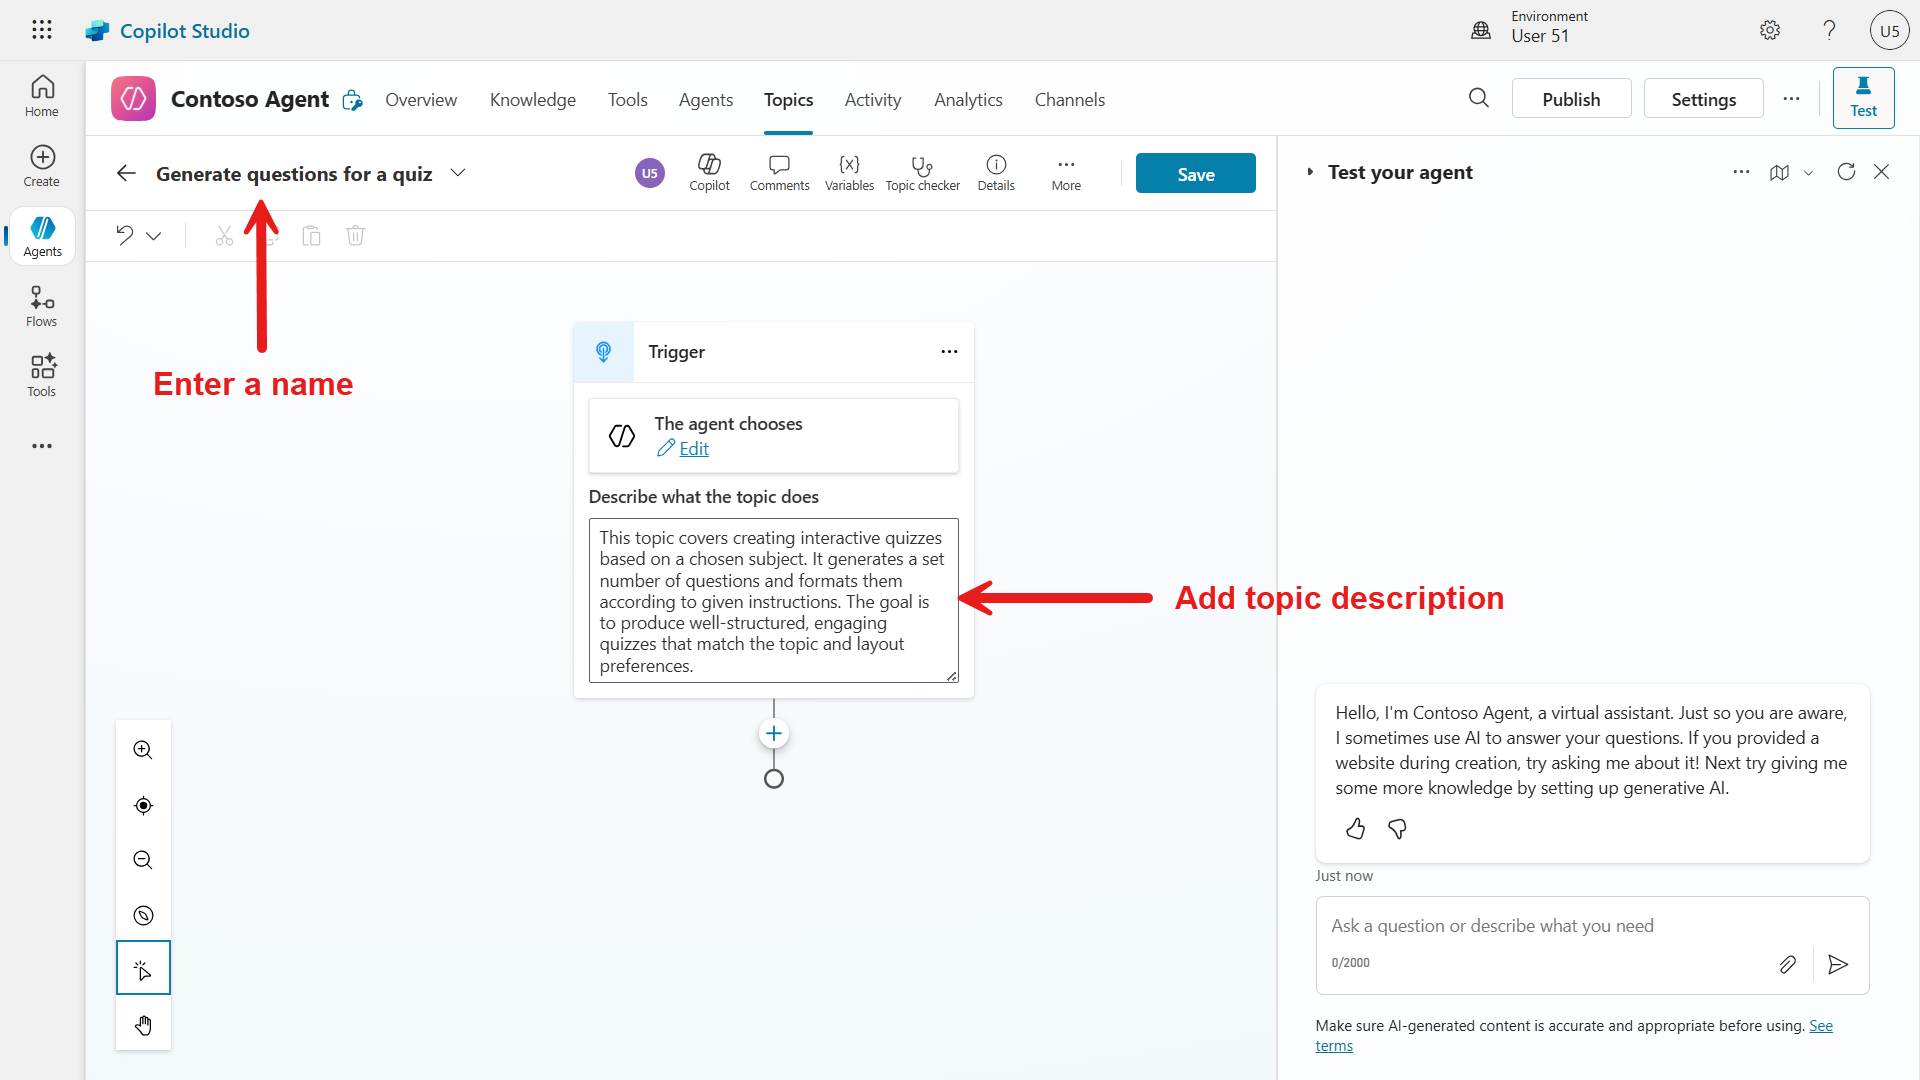 Copilot Studio
Environment
User 51
U5
Home
Create
Agents
Flows
Tools
Contoso Agent
Overview
Knowledge
Tools
Agents
Topics
Activity
Analytics
Channels
Publish
Settings
Test
Generate questions for a quiz
U5
Copilot
Comments
Variables
Topic checker
Details
More
Save
Enter a name
Trigger
The agent chooses
Edit
Describe what the topic does
This topic covers creating interactive quizzes
based on a chosen subject. It generates a set
number of questions and formats them
according to given instructions. The goal is
to produce well-structured, engaging
quizzes that match the topic and layout
preferences.
Add topic description
Test your agent
Hello, I'm Contoso Agent, a virtual assistant. Just so you are aware,
I sometimes use AI to answer your questions. If you provided a
website during creation, try asking me about it! Next try giving me
some more knowledge by setting up generative AI.
Just now
Ask a question or describe what you need
0/2000
Make sure AI-generated content is accurate and appropriate before using. See
terms